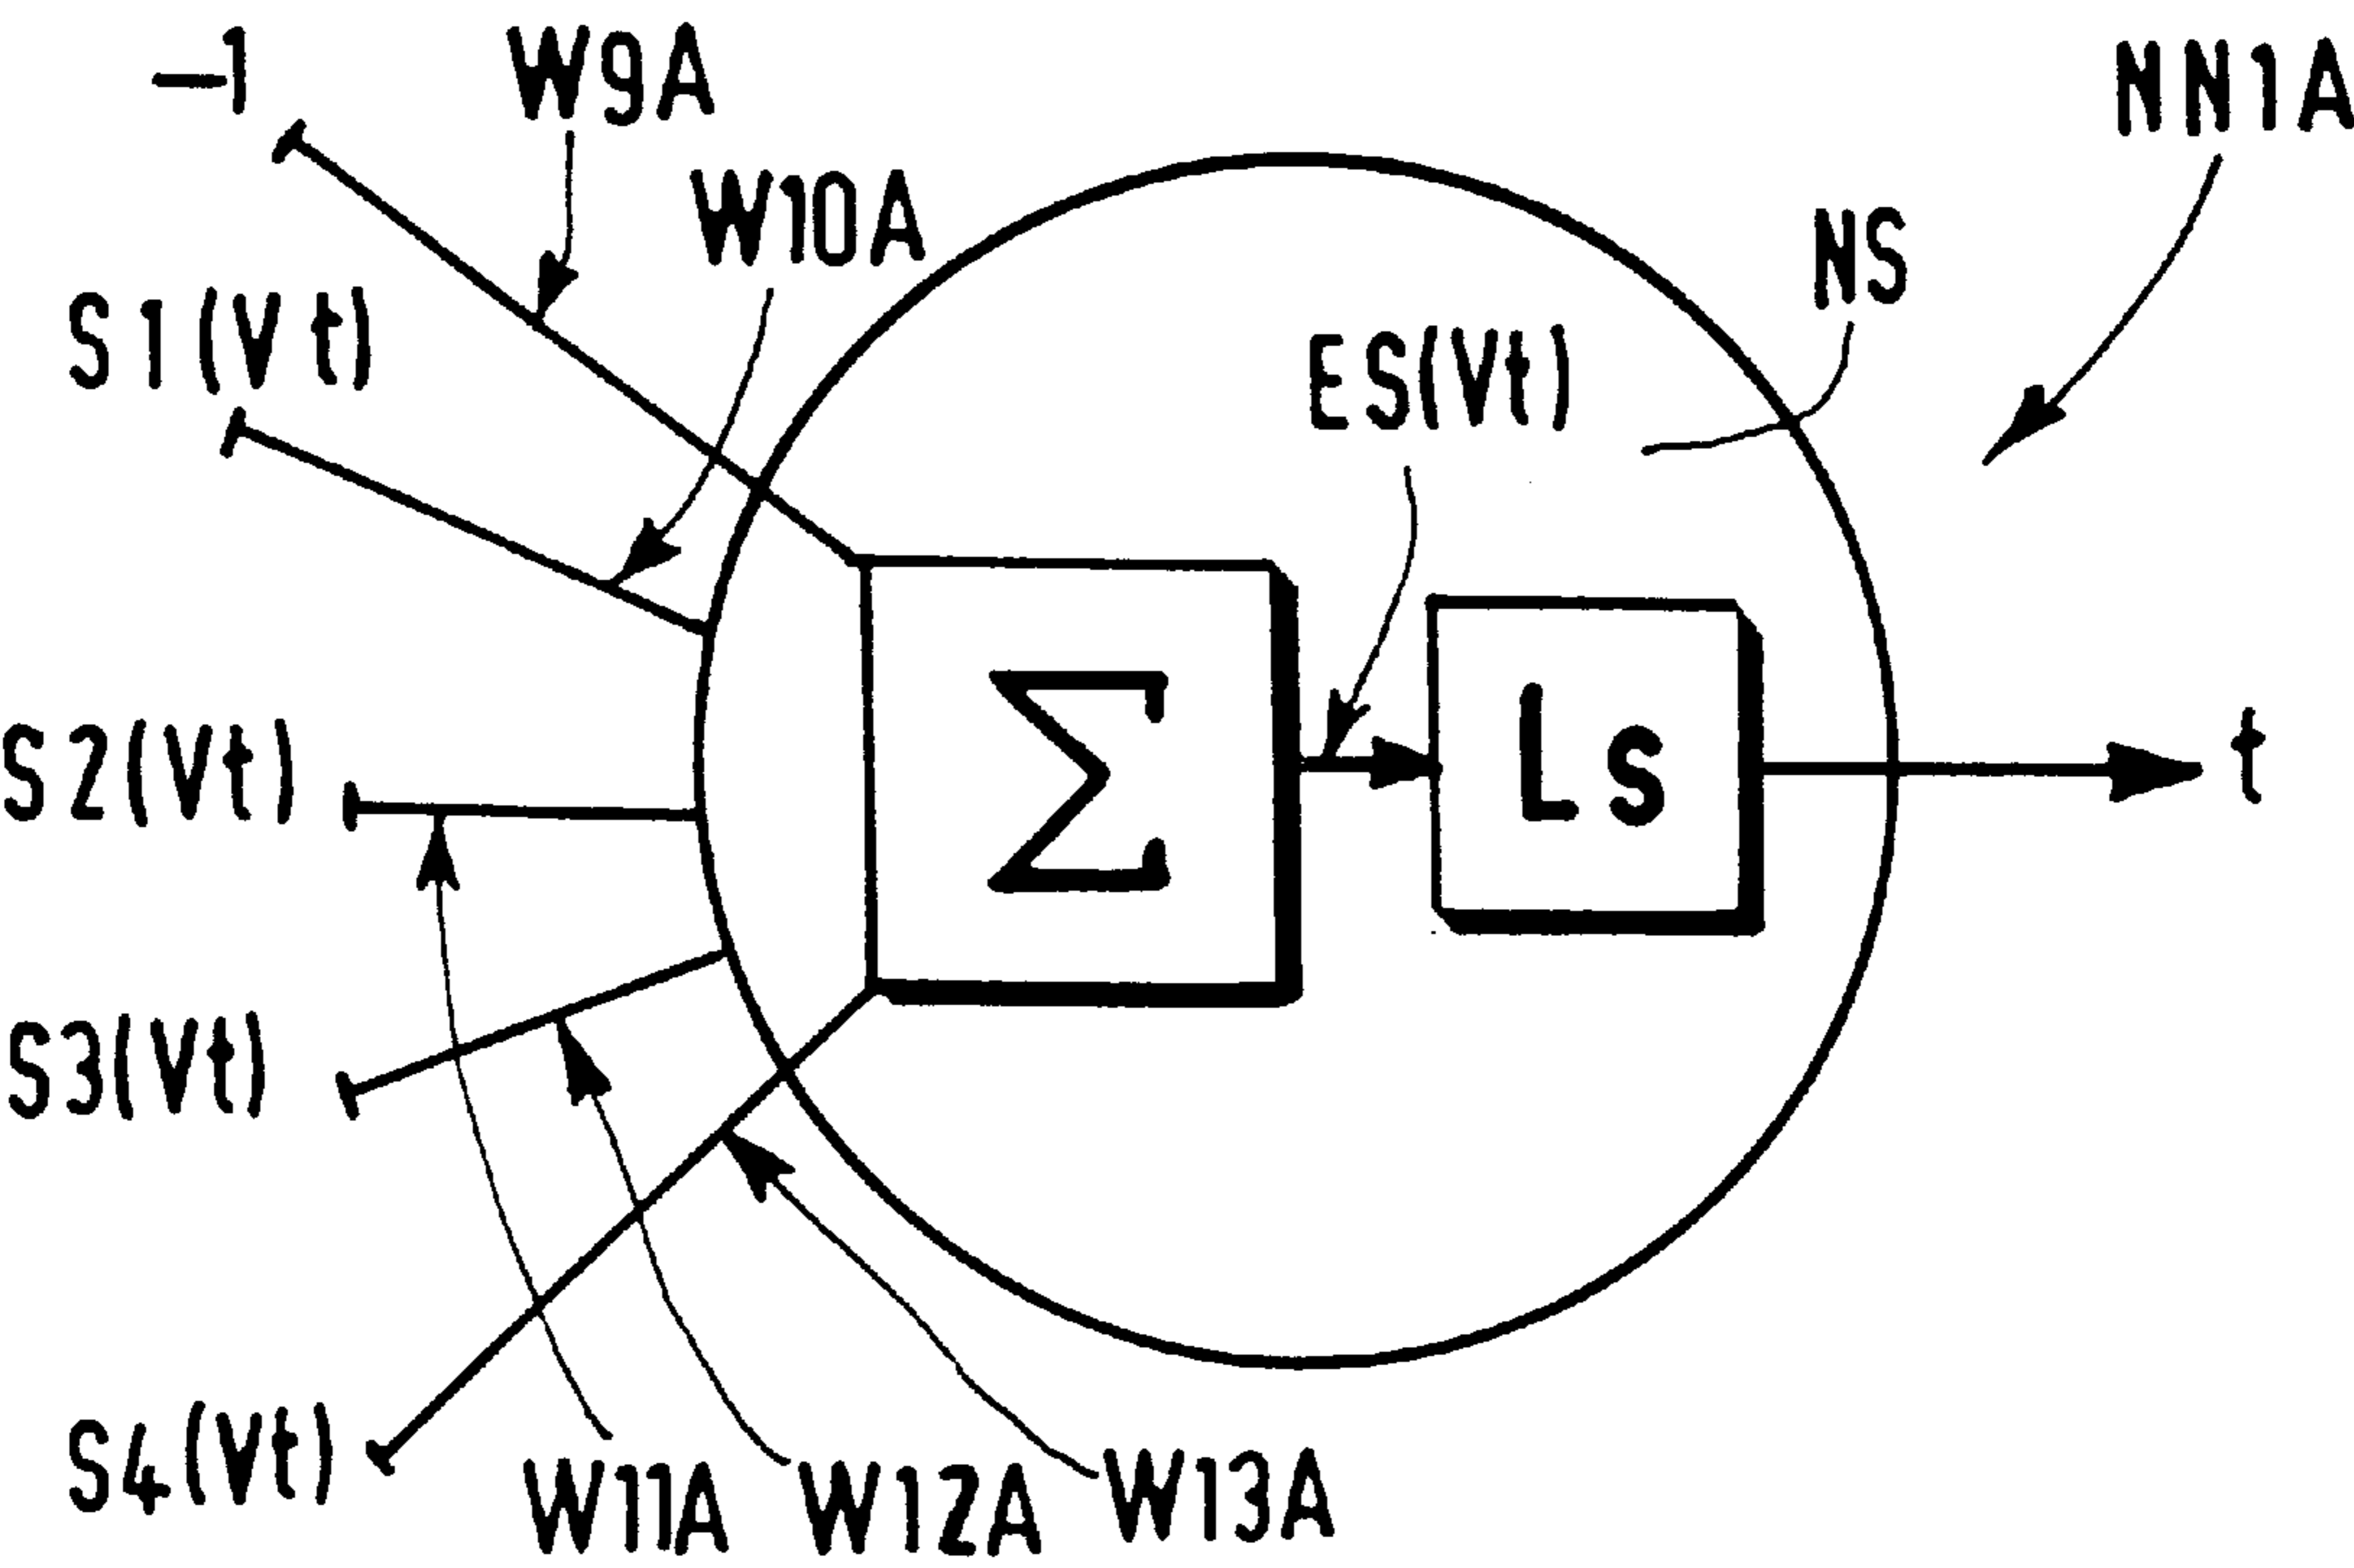 -1
W9A
NN1A
W10A
NS
S1(Vt)
ES(Vt)
Σ
LS
t
S2(Vt)
S3(Vt)
S4(Vt)
W11A
W12A
W13A